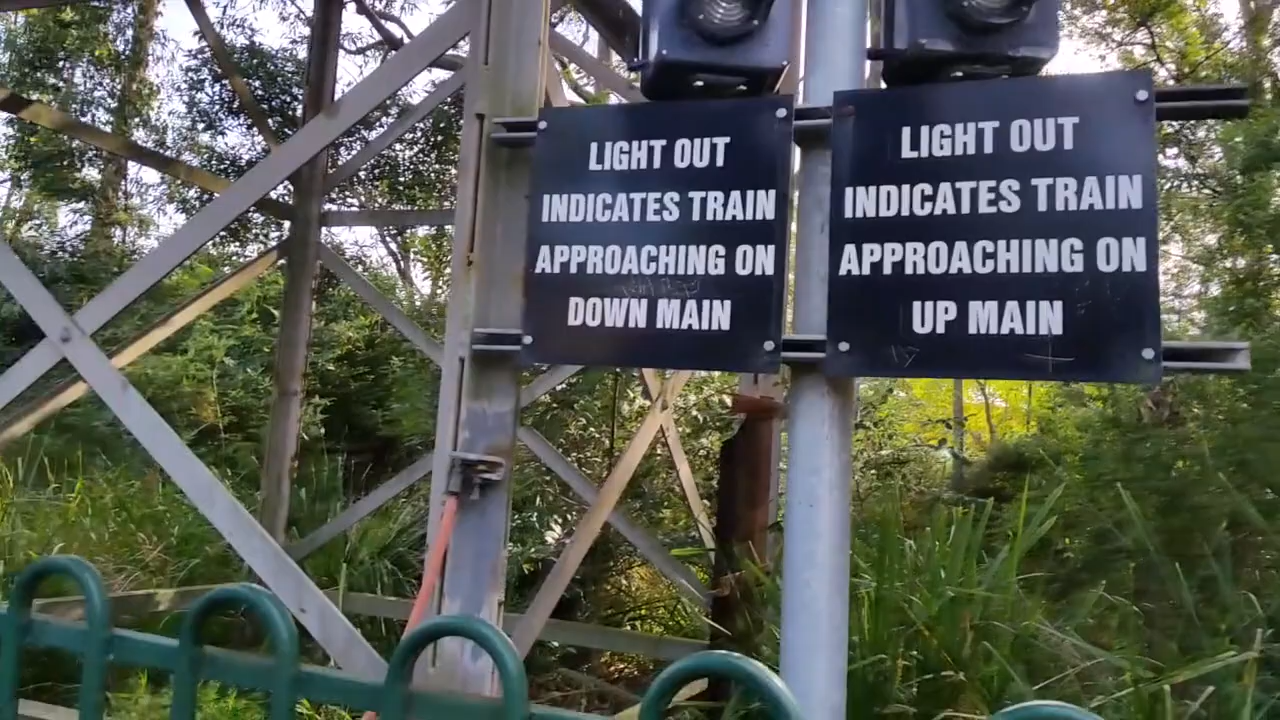 LIGHT OUT
INDICATES TRAIN
APPROACHING ON
DOWN MAIN
LIGHT OUT
INDICATES TRAIN
APPROACHING ON
UP MAIN